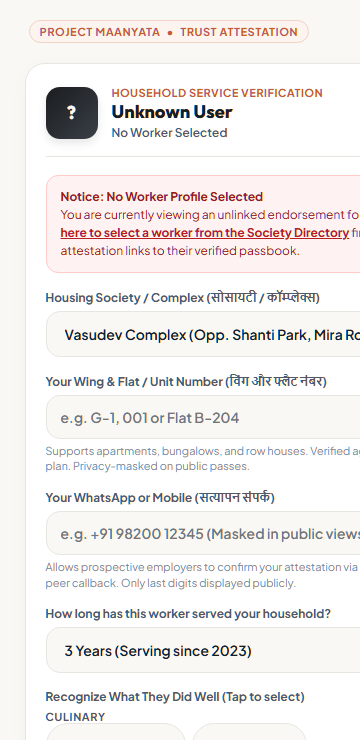 PROJECT MAANYATA • TRUST ATTESTATION
?
HOUSEHOLD SERVICE VERIFICATION
Unknown User
No Worker Selected
Notice: No Worker Profile Selected
You are currently viewing an unlinked endorsement
here to select a worker from the Society Directory
attestation links to their verified passbook.
Housing Society / Complex (सोसायटी / कॉम्प्लेक्स)
Vasudev Complex (Opp. Shanti Park, Mira
Your Wing & Flat / Unit Number (विंग और फ्लैट नंबर)
e.g. G-1, 001 or Flat B-204
Supports apartments, bungalows, and row houses. Verified
plan. Privacy-masked on public passes.
Your WhatsApp or Mobile (सत्यापन संपर्क)
e.g. +91 98200 12345 (Masked in public views
Allows prospective employers to confirm your attestation via
peer callback. Only last digits displayed publicly.
How long has this worker served your household?
3 Years (Serving since 2023)
Recognize What They Did Well (Tap to select)
CULINARY